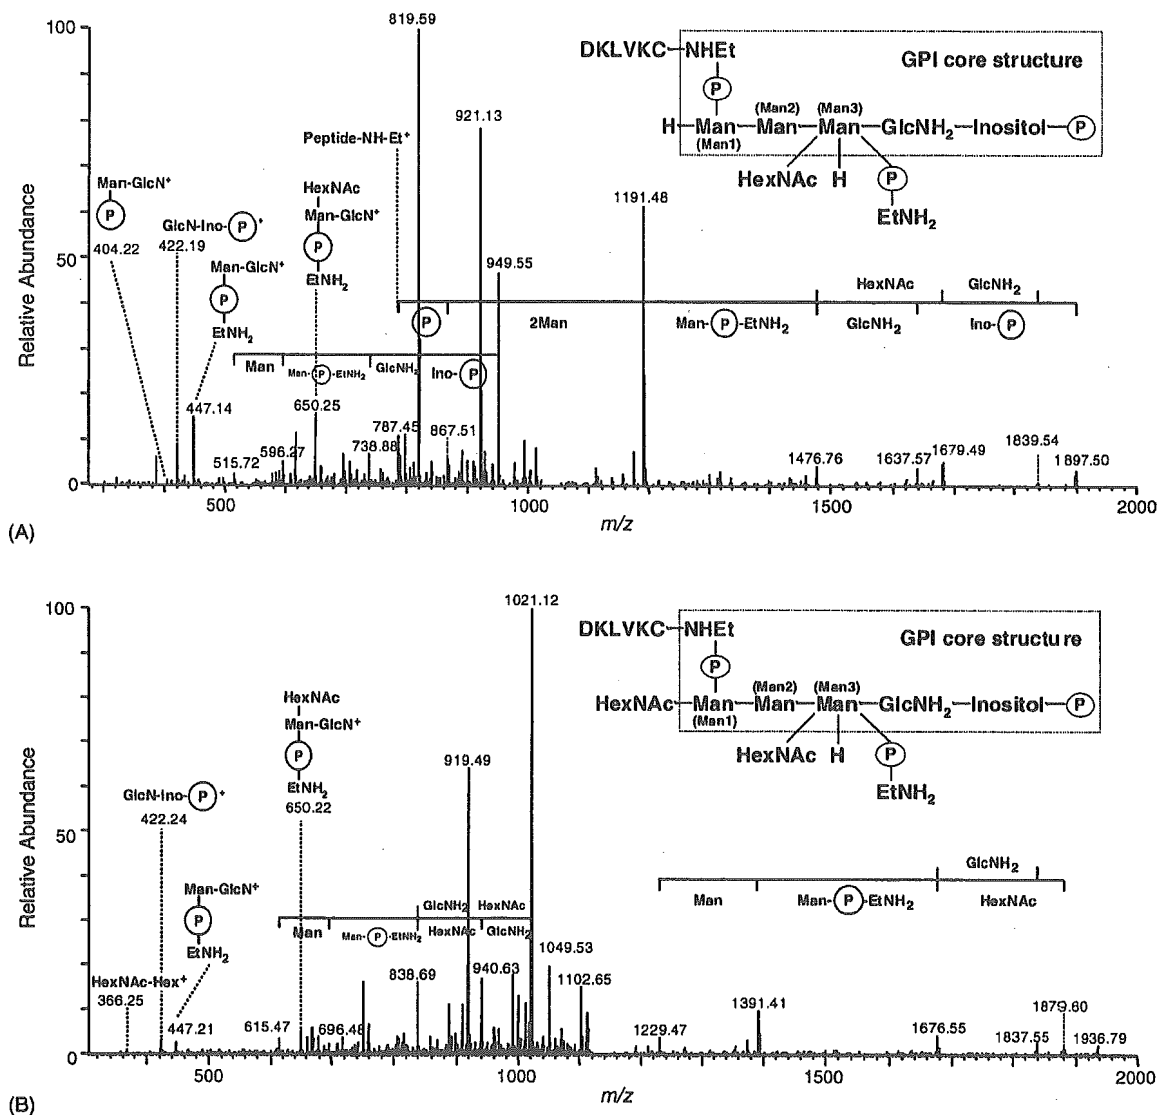 100
819.59
DKLVKC–NHEt
GPI core structure
P
(Man2) (Man3)
H–Man–Man–Man–GlcNH2–Inositol–P
(Man1)
HexNAc H
P
EtNH2
921.13
Peptide-NH-Et+
1191.48
Man-GlcN+
P
404.22
GlcN-Ino-P+
422.19
Man-GlcN+
P
EtNH2
447.14
HexNAc
Man-GlcN+
P
EtNH2
650.25
50
949.55
HexNAc GlcNH2
P 2Man Man-P-EtNH2 GlcNH2 Ino-P
Man Man-P-EtNH2 GlcNH2 Ino-P
515.72 596.27 738.88 787.45 867.51 1476.76 1637.57 1679.49 1839.54 1897.50
Relative Abundance
0
500 1000 1500 2000
m/z
(A)
100
1021.12
DKLVKC–NHEt
GPI core structure
P
(Man2) (Man3)
HexNAc–Man–Man–Man–GlcNH2–Inositol–P
(Man1)
HexNAc H
P
EtNH2
HexNAc
Man-GlcN+
P
EtNH2
650.22
919.49
GlcN-Ino-P+
422.24
Man-GlcN+
P
EtNH2
447.21
HexNAc-Hex+
366.25
50
GlcNH2
Man Man-P-EtNH2 HexNAc
GlcNH2 HexNAc
Man Man-P-EtNH2 HexNAc GlcNH2
615.47 696.48 838.69 940.63 1049.53 1102.65 1229.47 1391.41 1676.55 1837.55 1879.60 1936.79
Relative Abundance
0
500 1000 1500 2000
m/z
(B)